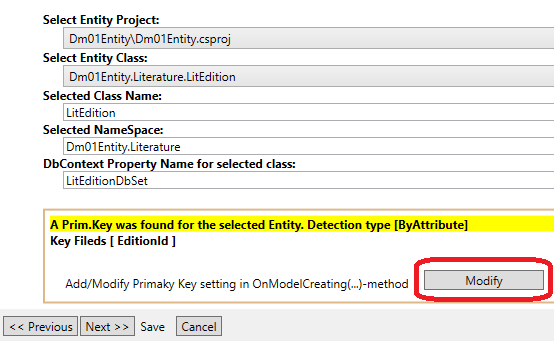 Select Entity Project:
Dm01Entity\Dm01Entity.csproj
Select Entity Class:
Dm01Entity.Literature.LitEdition
Selected Class Name:
LitEdition
Selected NameSpace:
Dm01Entity.Literature
DbContext Property Name for selected class:
LitEditionDbSet
A Prim.Key was found for the selected Entity. Detection type [ByAttribute]
Key Fileds [ EditionId ]
Add/Modify Primaky Key setting in OnModelCreating(...)-method Modify
<< Previous Next >> Save Cancel